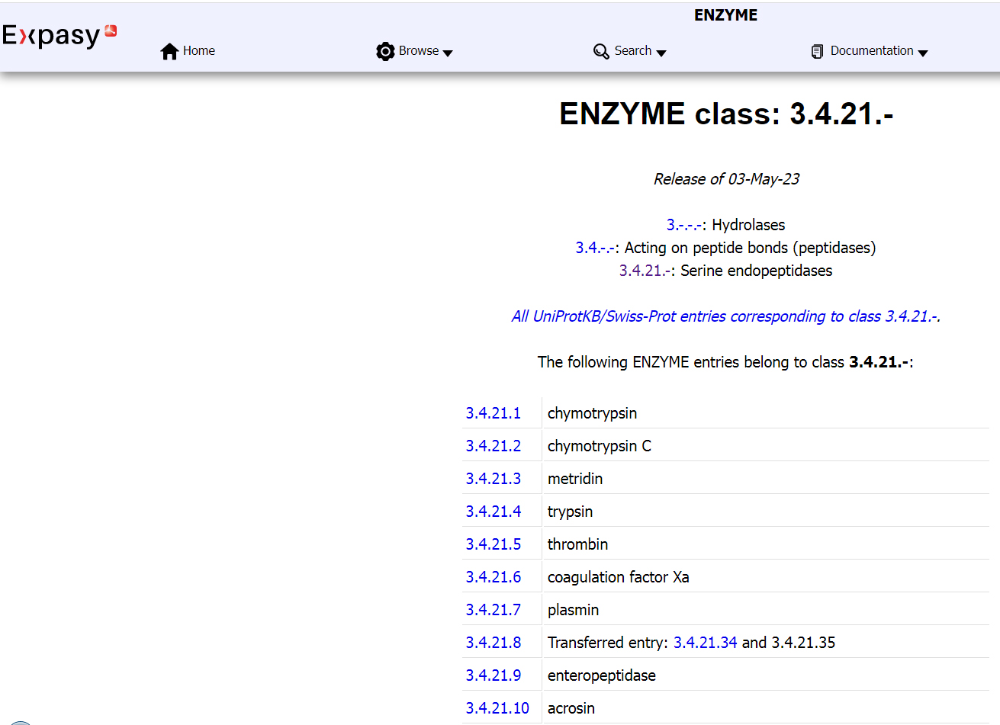 ENZYME
Expasy
Home Browse Search Documentation
ENZYME class: 3.4.21.-
Release of 03-May-23
3.-.-.-: Hydrolases
3.4.-.-: Acting on peptide bonds (peptidases)
3.4.21.-: Serine endopeptidases
All UniProtKB/Swiss-Prot entries corresponding to class 3.4.21.-.
The following ENZYME entries belong to class 3.4.21.-:
3.4.21.1 chymotrypsin
3.4.21.2 chymotrypsin C
3.4.21.3 metridin
3.4.21.4 trypsin
3.4.21.5 thrombin
3.4.21.6 coagulation factor Xa
3.4.21.7 plasmin
3.4.21.8 Transferred entry: 3.4.21.34 and 3.4.21.35
3.4.21.9 enteropeptidase
3.4.21.10 acrosin